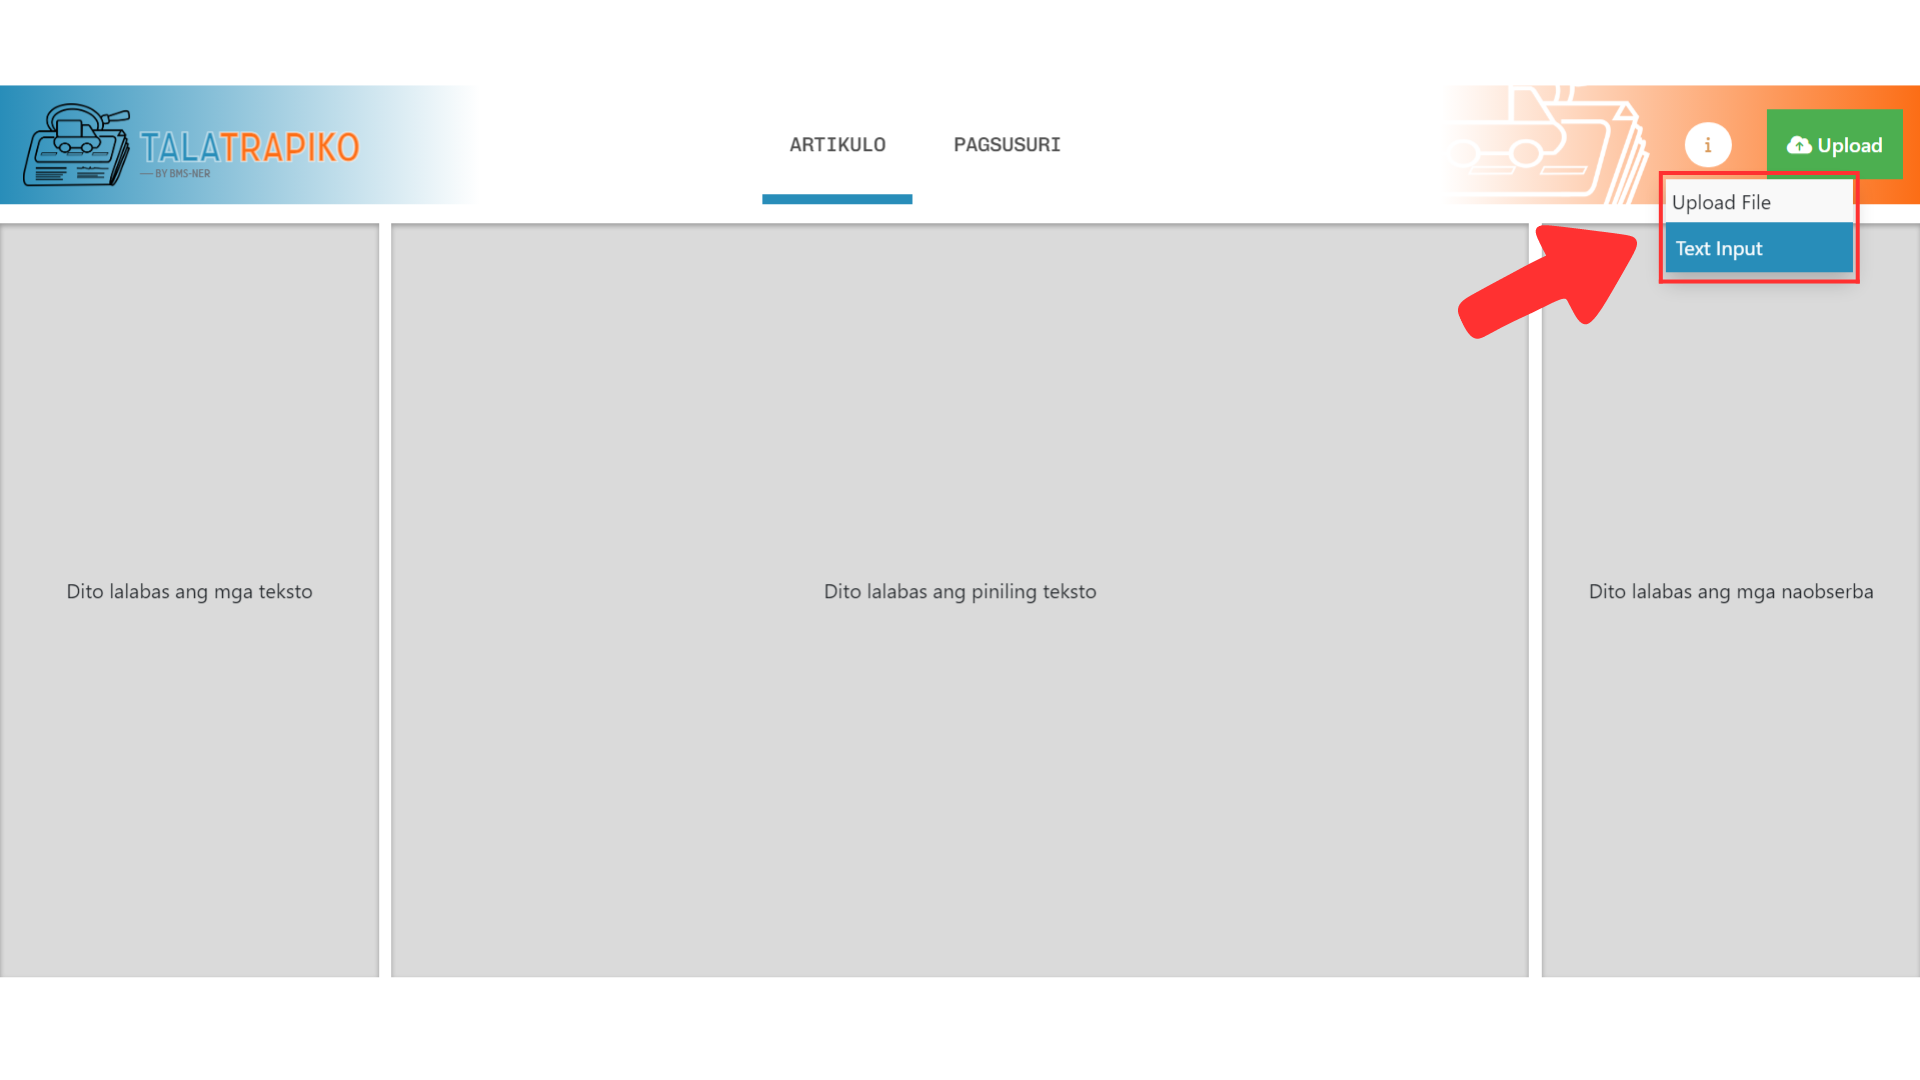 TALATRAPIKO
— BY BMS-NER
ARTIKULO
PAGSUSURI
i
Upload
Upload File
Text Input
Dito lalabas ang mga teksto
Dito lalabas ang piniling teksto
Dito lalabas ang mga naobserba